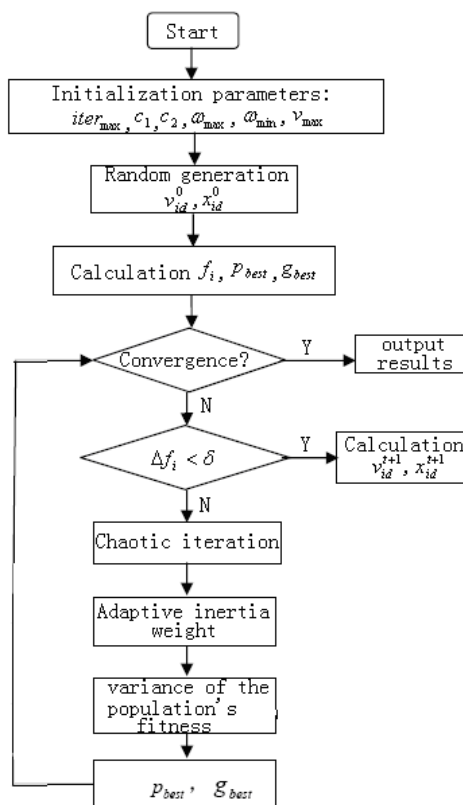 Start
Initialization parameters:
iter_max, c_1, c_2, ϖ_max, ϖ_min, v_max
Random generation
v_id^0, x_id^0
Calculation f_i, p_best, g_best
Convergence?
Y
output
results
N
Δf_i < δ
Y
Calculation
v_id^{t+1}, x_id^{t+1}
N
Chaotic iteration
Adaptive inertia
weight
variance of the
population's
fitness
p_best, g_best